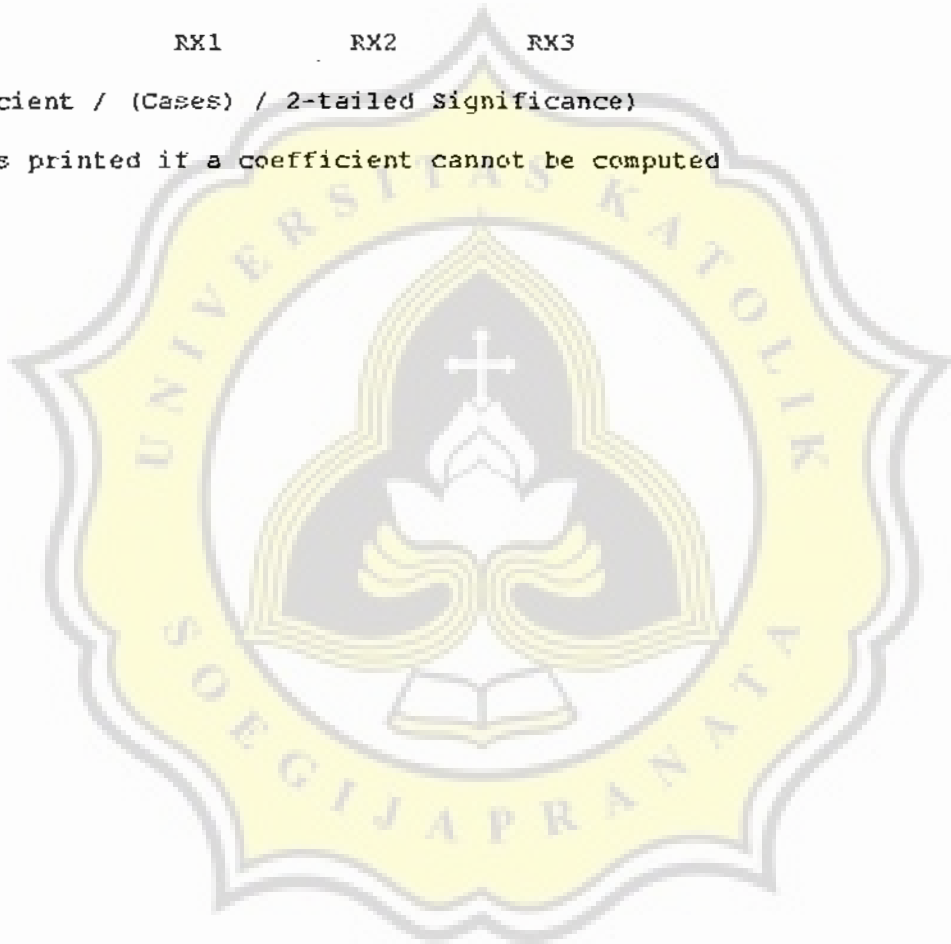 RX1 RX2 RX3
cient / (Cases) / 2-tailed Significance)
s printed if a coefficient cannot be computed
UNIVERSITAS KATOLIK
SOEGIJAPRANATA